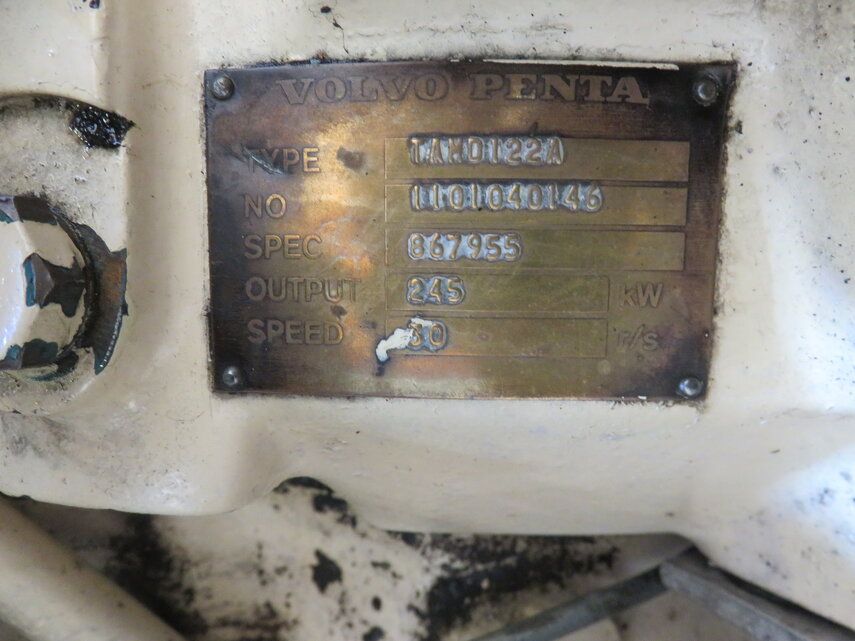 VOLVO PENTA
TYPE TAMD122A
NO 1101040146
SPEC 867955
OUTPUT 245 kW
SPEED 30 r/s